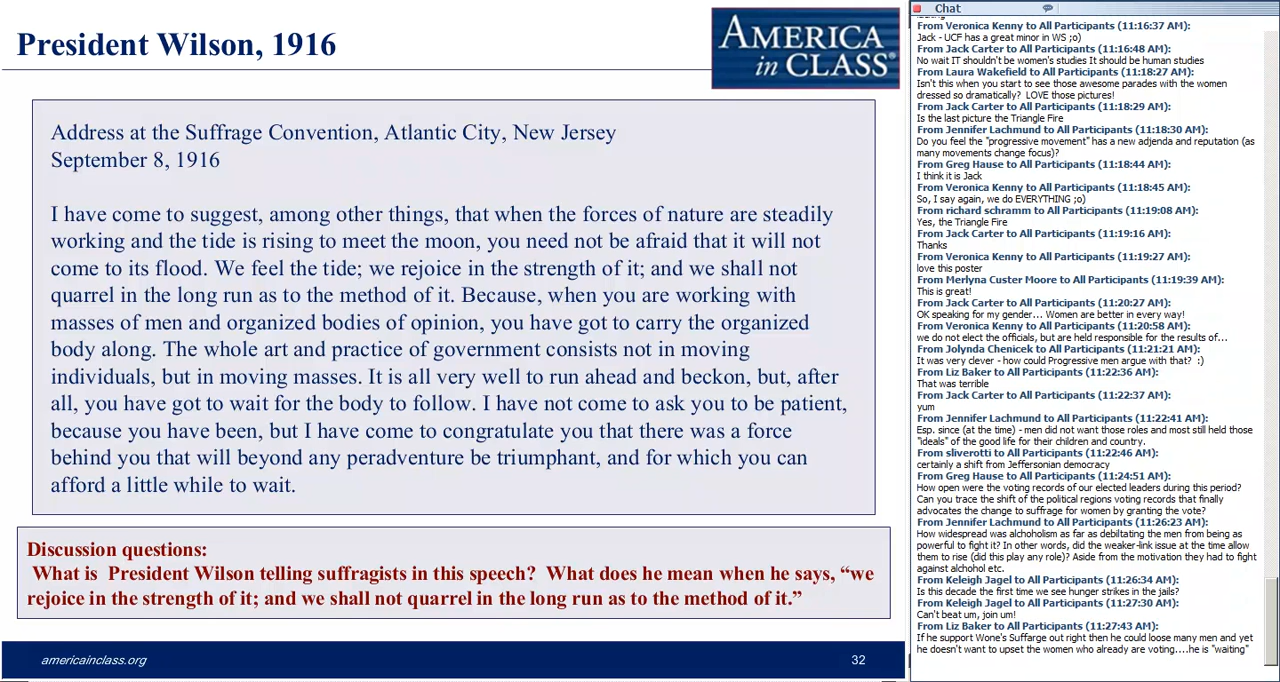 President Wilson, 1916
AMERICA
in CLASS®
Address at the Suffrage Convention, Atlantic City, New Jersey
September 8, 1916
I have come to suggest, among other things, that when the forces of nature are steadily
working and the tide is rising to meet the moon, you need not be afraid that it will not
come to its flood. We feel the tide; we rejoice in the strength of it; and we shall not
quarrel in the long run as to the method of it. Because, when you are working with
masses of men and organized bodies of opinion, you have got to carry the organized
body along. The whole art and practice of government consists not in moving
individuals, but in moving masses. It is all very well to run ahead and beckon, but, after
all, you have got to wait for the body to follow. I have not come to ask you to be patient,
because you have been, but I have come to congratulate you that there was a force
behind you that will beyond any peradventure be triumphant, and for which you can
afford a little while to wait.
Discussion questions:
What is President Wilson telling suffragists in this speech? What does he mean when he says, “we
rejoice in the strength of it; and we shall not quarrel in the long run as to the method of it.”
americainclass.org
32
Chat
From Veronica Kenny to All Participants (11:16:37 AM):
Jack - UCF has a great minor in WS ;o)
From Jack Carter to All Participants (11:16:48 AM):
No wait IT shouldn't be women's studies It should be human studies
From Laura Wakefield to All Participants (11:18:27 AM):
Isn't this when you start to see those awesome parades with the women
dressed so dramatically? LOVE those pictures!
From Jack Carter to All Participants (11:18:29 AM):
Is the last picture the Triangle Fire
From Jennifer Lachmund to All Participants (11:18:30 AM):
Do you feel the "progressive movement" has a new adjenda and reputation (as
many movements change focus)?
From Greg Hause to All Participants (11:18:44 AM):
I think it is Jack
From Veronica Kenny to All Participants (11:18:45 AM):
So, I say again, we do EVERYTHING ;o)
From richard schramm to All Participants (11:19:08 AM):
Yes, the Triangle Fire
From Jack Carter to All Participants (11:19:16 AM):
Thanks
From Veronica Kenny to All Participants (11:19:27 AM):
love this poster
From Merlyna Custer Moore to All Participants (11:19:39 AM):
This is great!
From Jack Carter to All Participants (11:20:27 AM):
OK speaking for my gender... Women are better in every way!
From Veronica Kenny to All Participants (11:20:58 AM):
we do not elect the officials, but are held responsible for the results of...
From Jolynda Chenicek to All Participants (11:21:21 AM):
It was very clever - how could Progressive men argue with that? :)
From Liz Baker to All Participants (11:22:36 AM):
That was terrible
From Jack Carter to All Participants (11:22:37 AM):
yum
From Jennifer Lachmund to All Participants (11:22:41 AM):
Esp. since (at the time) - men did not want those roles and most still held those
"ideals" of the good life for their children and country.
From sliverotti to All Participants (11:22:46 AM):
certainly a shift from Jeffersonian democracy
From Greg Hause to All Participants (11:24:51 AM):
How open were the voting records of our elected leaders during this period?
Can you trace the shift of the political regions voting records that finally
advocates the change to suffrage for women by granting the vote?
From Jennifer Lachmund to All Participants (11:26:23 AM):
How widespread was alchoholism as far as debiltating the men from being as
powerful to fight it? In other words, did the weaker-link issue at the time allow
them to rise (did this play any role)? Aside from the motivation they had to fight
against alchohol etc.
From Keleigh Jagel to All Participants (11:26:34 AM):
Is this decade the first time we see hunger strikes in the jails?
From Keleigh Jagel to All Participants (11:27:30 AM):
Can't beat um, join um!
From Liz Baker to All Participants (11:27:43 AM):
If he support Wone's Suffarge out right then he could loose many men and yet
he doesn't want to upset the women who already are voting....he is "waiting"